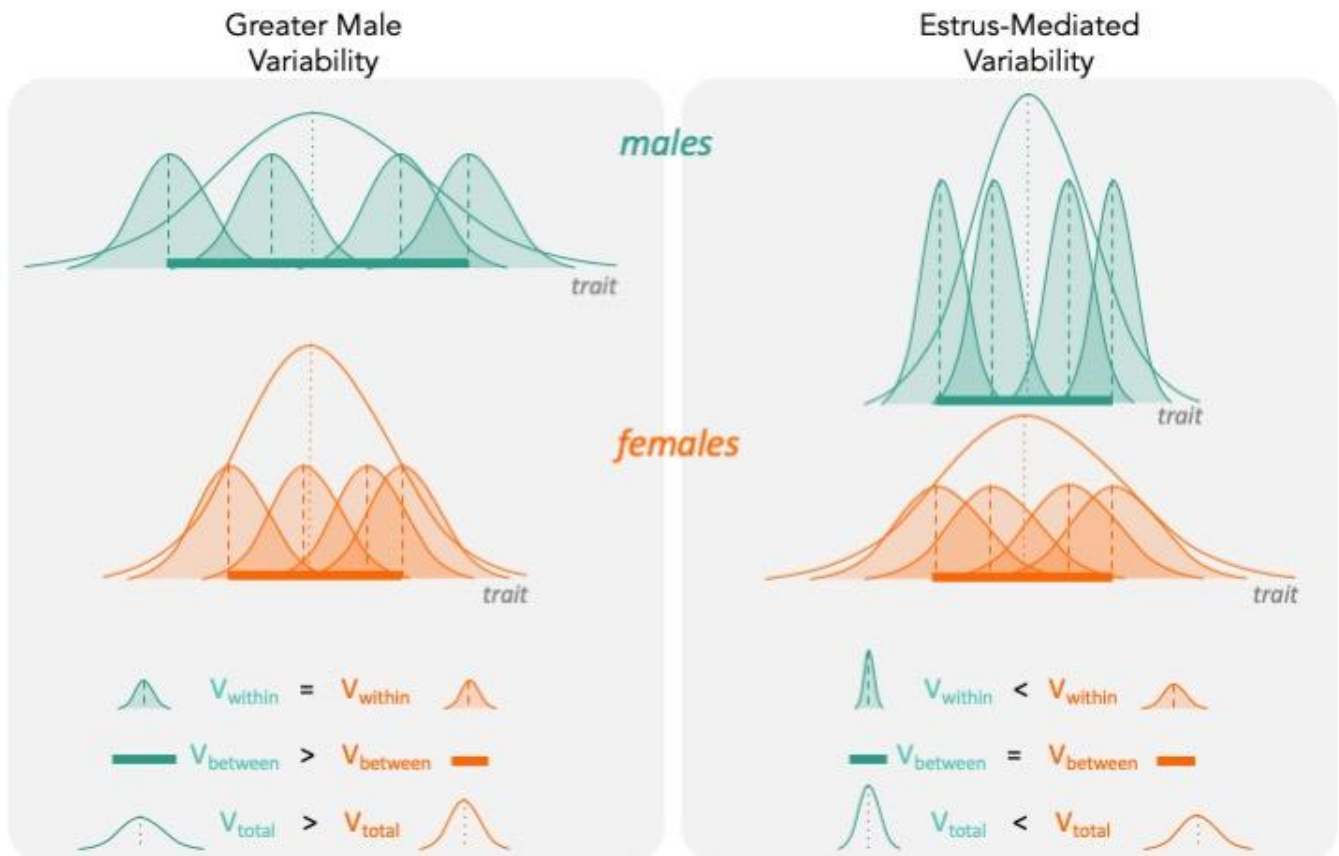 Greater Male
Variability
Estrus-Mediated
Variability
males
trait
trait
females
trait
trait
Vwithin = Vwithin
Vbetween > Vbetween
Vtotal > Vtotal
Vwithin < Vwithin
Vbetween = Vbetween
Vtotal < Vtotal